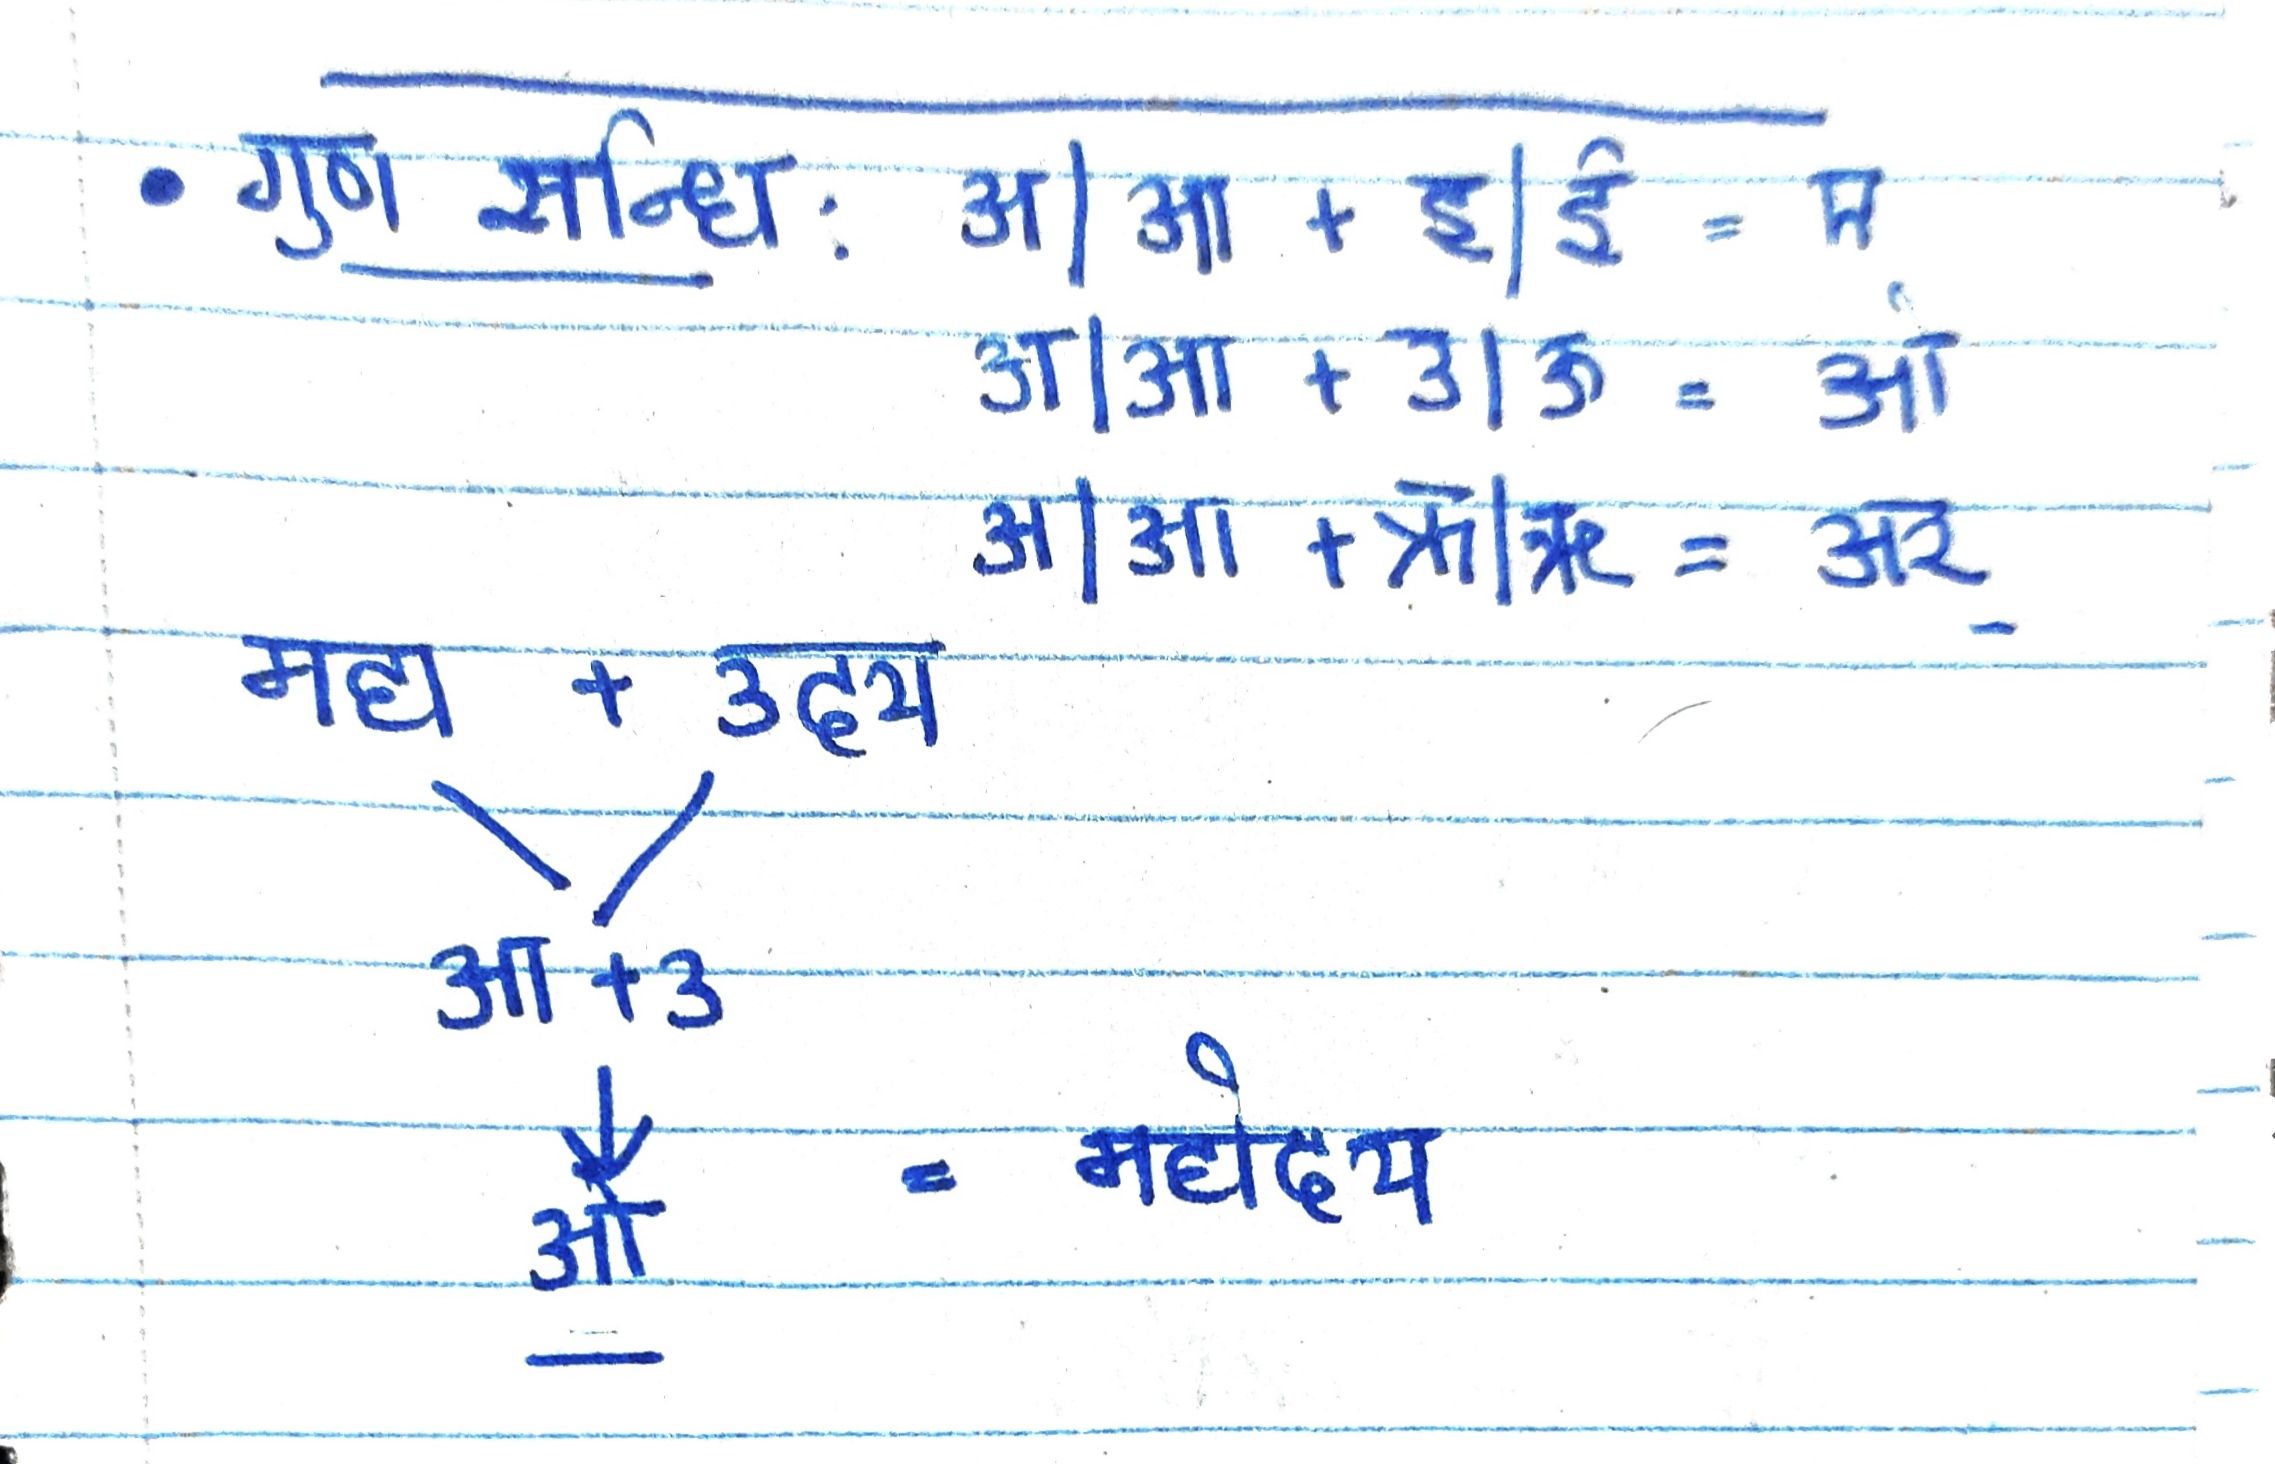 • गुण सन्धि: अ|आ + इ|ई = ए
अ|आ + उ|ऊ = ओ
अ|आ + ऋ|ॠ = अर्
महा + उदय
आ + उ
ओ = महोदय